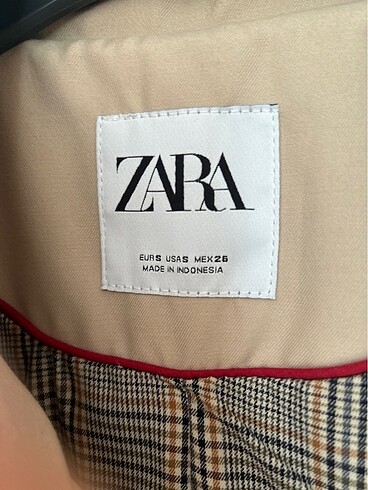 ZARA
EUR S USA S MEX 26
MADE IN INDONESIA